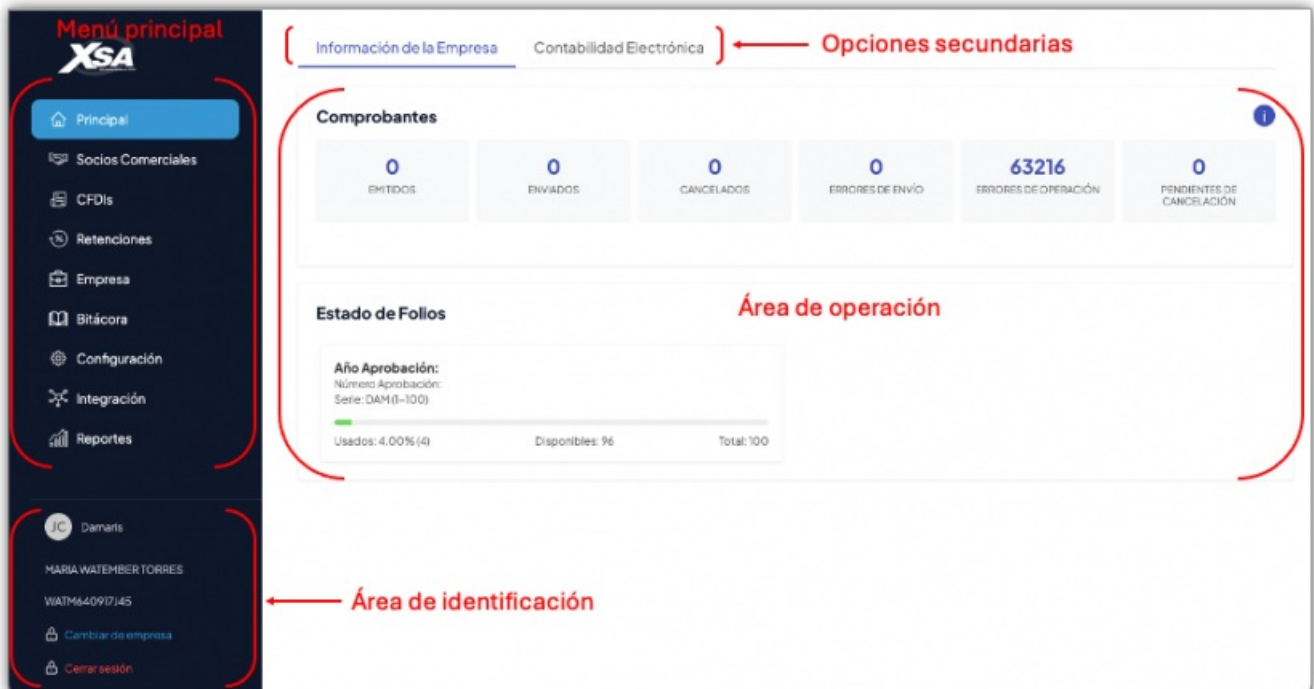 Menú principal
XSA
Principal
Socios Comerciales
CFDIs
Retenciones
Empresa
Bitácora
Configuración
Integración
Reportes
JC Damaris
MARIA WATEMBER TORRES
WATM640917J45
Cambiar de empresa
Cerrar sesión
Información de la Empresa Contabilidad Electrónica
Opciones secundarias
Comprobantes
i
0 EMITIDOS
0 ENVIADOS
0 CANCELADOS
0 ERRORES DE ENVÍO
63216 ERRORES DE OPERACIÓN
0 PENDIENTES DE
CANCELACIÓN
Área de operación
Estado de Folios
Año Aprobación:
Número Aprobación:
Serie: DAM (1-100)
Usados: 4.00% (4) Disponibles: 96 Total: 100
Área de identificación